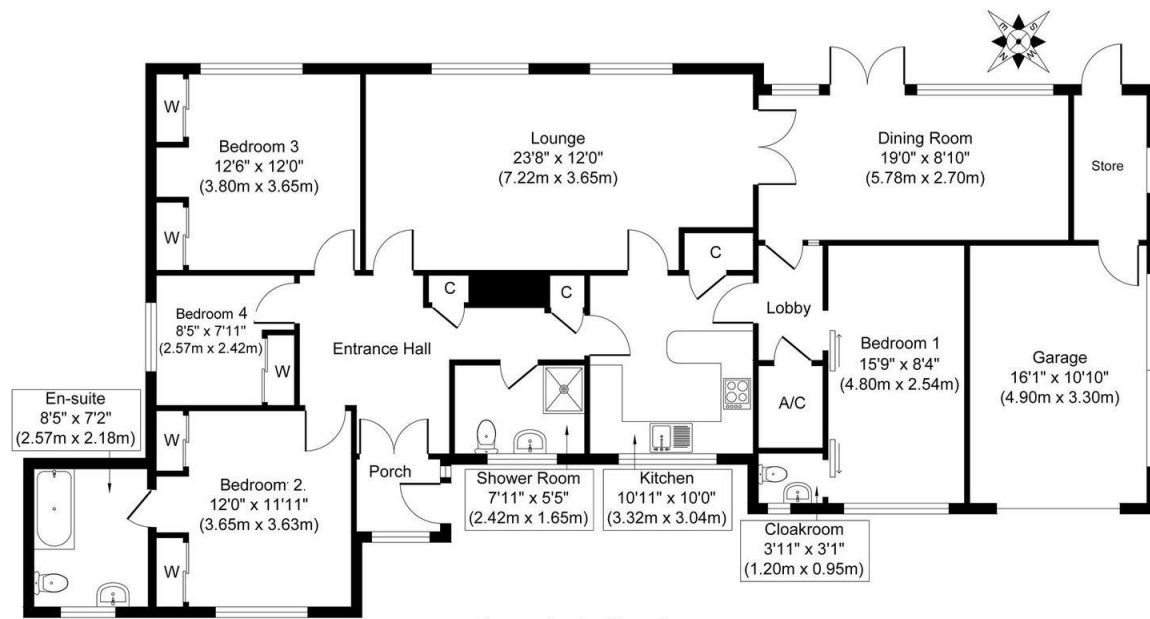 S
E
W
N
W
Bedroom 3
12'6" x 12'0"
(3.80m x 3.65m)
W
Lounge
23'8" x 12'0"
(7.22m x 3.65m)
Dining Room
19'0" x 8'10"
(5.78m x 2.70m)
Store
C
C
C
Lobby
Bedroom 4
8'5" x 7'11"
(2.57m x 2.42m)
W
Entrance Hall
A/C
Bedroom 1
15'9" x 8'4"
(4.80m x 2.54m)
Garage
16'1" x 10'10"
(4.90m x 3.30m)
En-suite
8'5" x 7'2"
(2.57m x 2.18m)
W
Bedroom 2.
12'0" x 11'11"
(3.65m x 3.63m)
W
Porch
Shower Room
7'11" x 5'5"
(2.42m x 1.65m)
Kitchen
10'11" x 10'0"
(3.32m x 3.04m)
Cloakroom
3'11" x 3'1"
(1.20m x 0.95m)